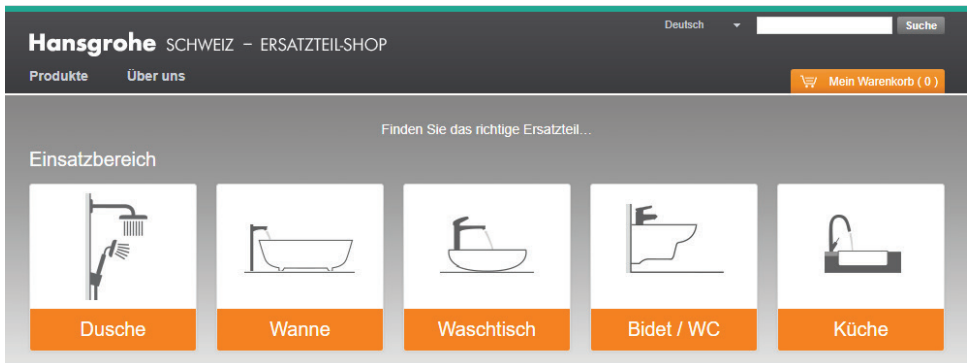 Deutsch
Suche
Hansgrohe SCHWEIZ – ERSATZTEIL-SHOP
Produkte Über uns
Mein Warenkorb ( 0 )
Finden Sie das richtige Ersatzteil...
Einsatzbereich
Dusche Wanne Waschtisch Bidet / WC Küche